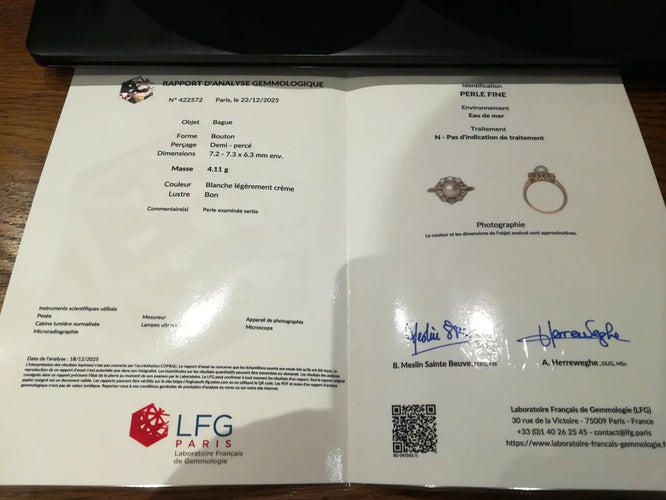 RAPPORT D'ANALYSE GEMMOLOGIQUE
N° 422572 Paris, le 22/12/2025
Objet Bague
Forme Bouton
Perçage Demi - percé
Dimensions 7.2 - 7.3 x 6.3 mm env.
Masse 4.11 g
Couleur Blanche légèrement crème
Lustre Bon
Commentaire(s) Perle examinée sertie
Instruments scientifiques utilisés
Pesée Mesureur Appareil de photographie
Cabine lumière normalisée Lampes Microscope
Microradiographie
Date de l'analyse : 18/12/2025
LFG
PARIS
Laboratoire Français
de Gemmologie
Identification
PERLE FINE
Environnement
Eau de mer
Traitement
N - Pas d'indication de traitement
Photographie
La couleur et les dimensions de l'objet analysé sont approximatives.
Herreweghe
B. Meslin Sainte Beuve,
A. Herreweghe, DUG, MSc
Laboratoire Français de Gemmologie (LFG)
30 rue de la Victoire - 75009 Paris - France
+33 (0)1 40 26 25 45 - contact@lfg.paris
https://www.laboratoire-francais-gemmologie.